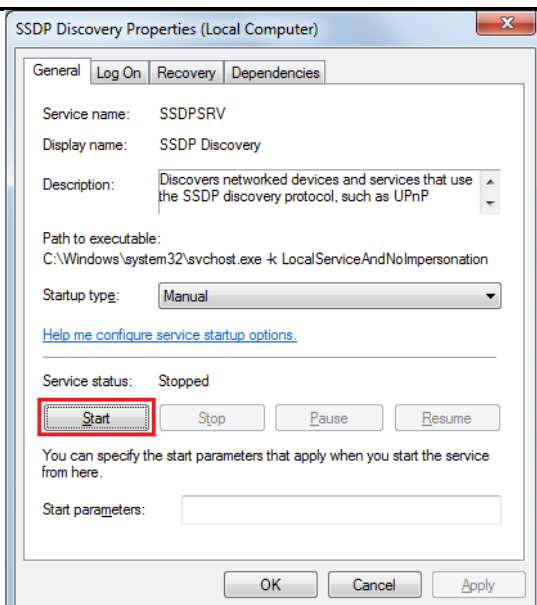 SSDP Discovery Properties (Local Computer)
General Log On Recovery Dependencies
Service name: SSDPSRV
Display name: SSDP Discovery
Description: Discovers networked devices and services that use
the SSDP discovery protocol, such as UPnP
Path to executable:
C:\Windows\system32\svchost.exe -k LocalServiceAndNoImpersonation
Startup type: Manual
Help me configure service startup options.
Service status: Stopped
Start Stop Pause Resume
You can specify the start parameters that apply when you start the service
from here.
Start parameters:
OK Cancel Apply